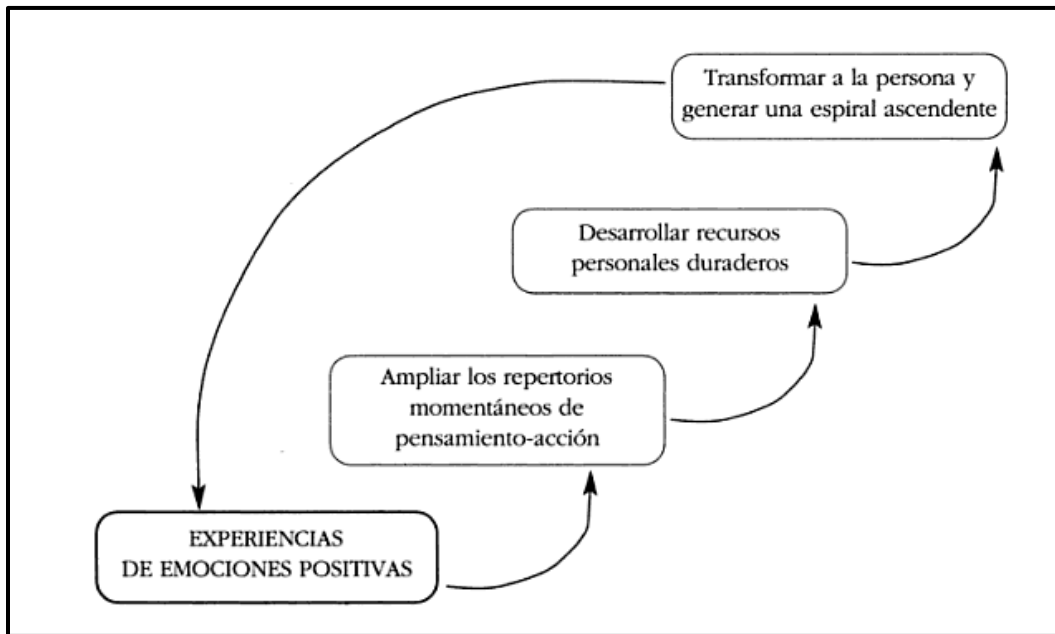 Transformar a la persona y
generar una espiral ascendente
Desarrollar recursos
personales duraderos
Ampliar los repertorios
momentáneos de
pensamiento-acción
EXPERIENCIAS
DE EMOCIONES POSITIVAS